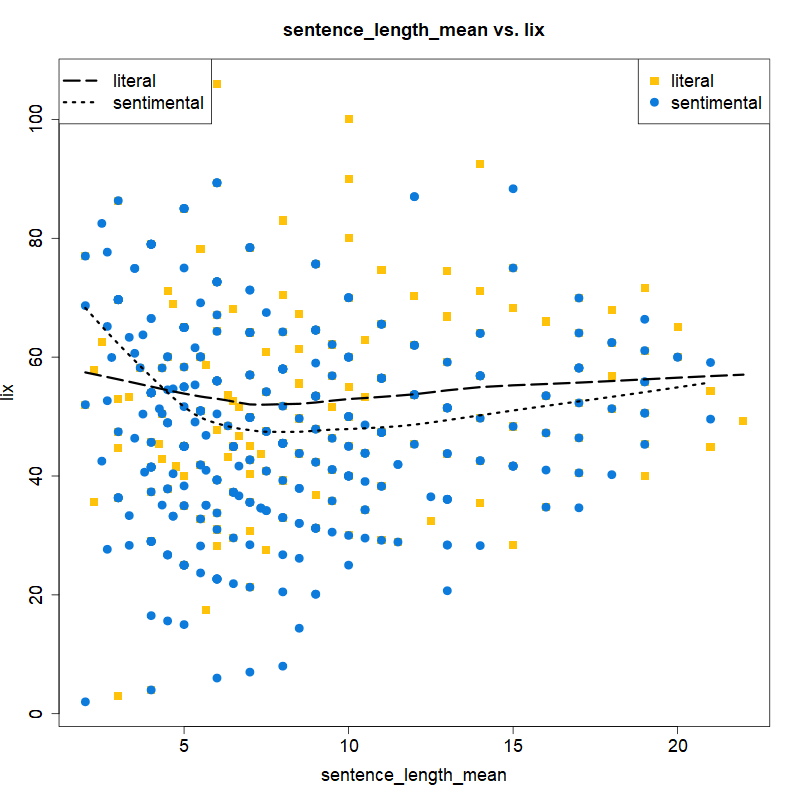 sentence_length_mean vs. lix
literal
sentimental
literal
sentimental
100
80
60
40
20
0
lix
5
10
15
20
sentence_length_mean